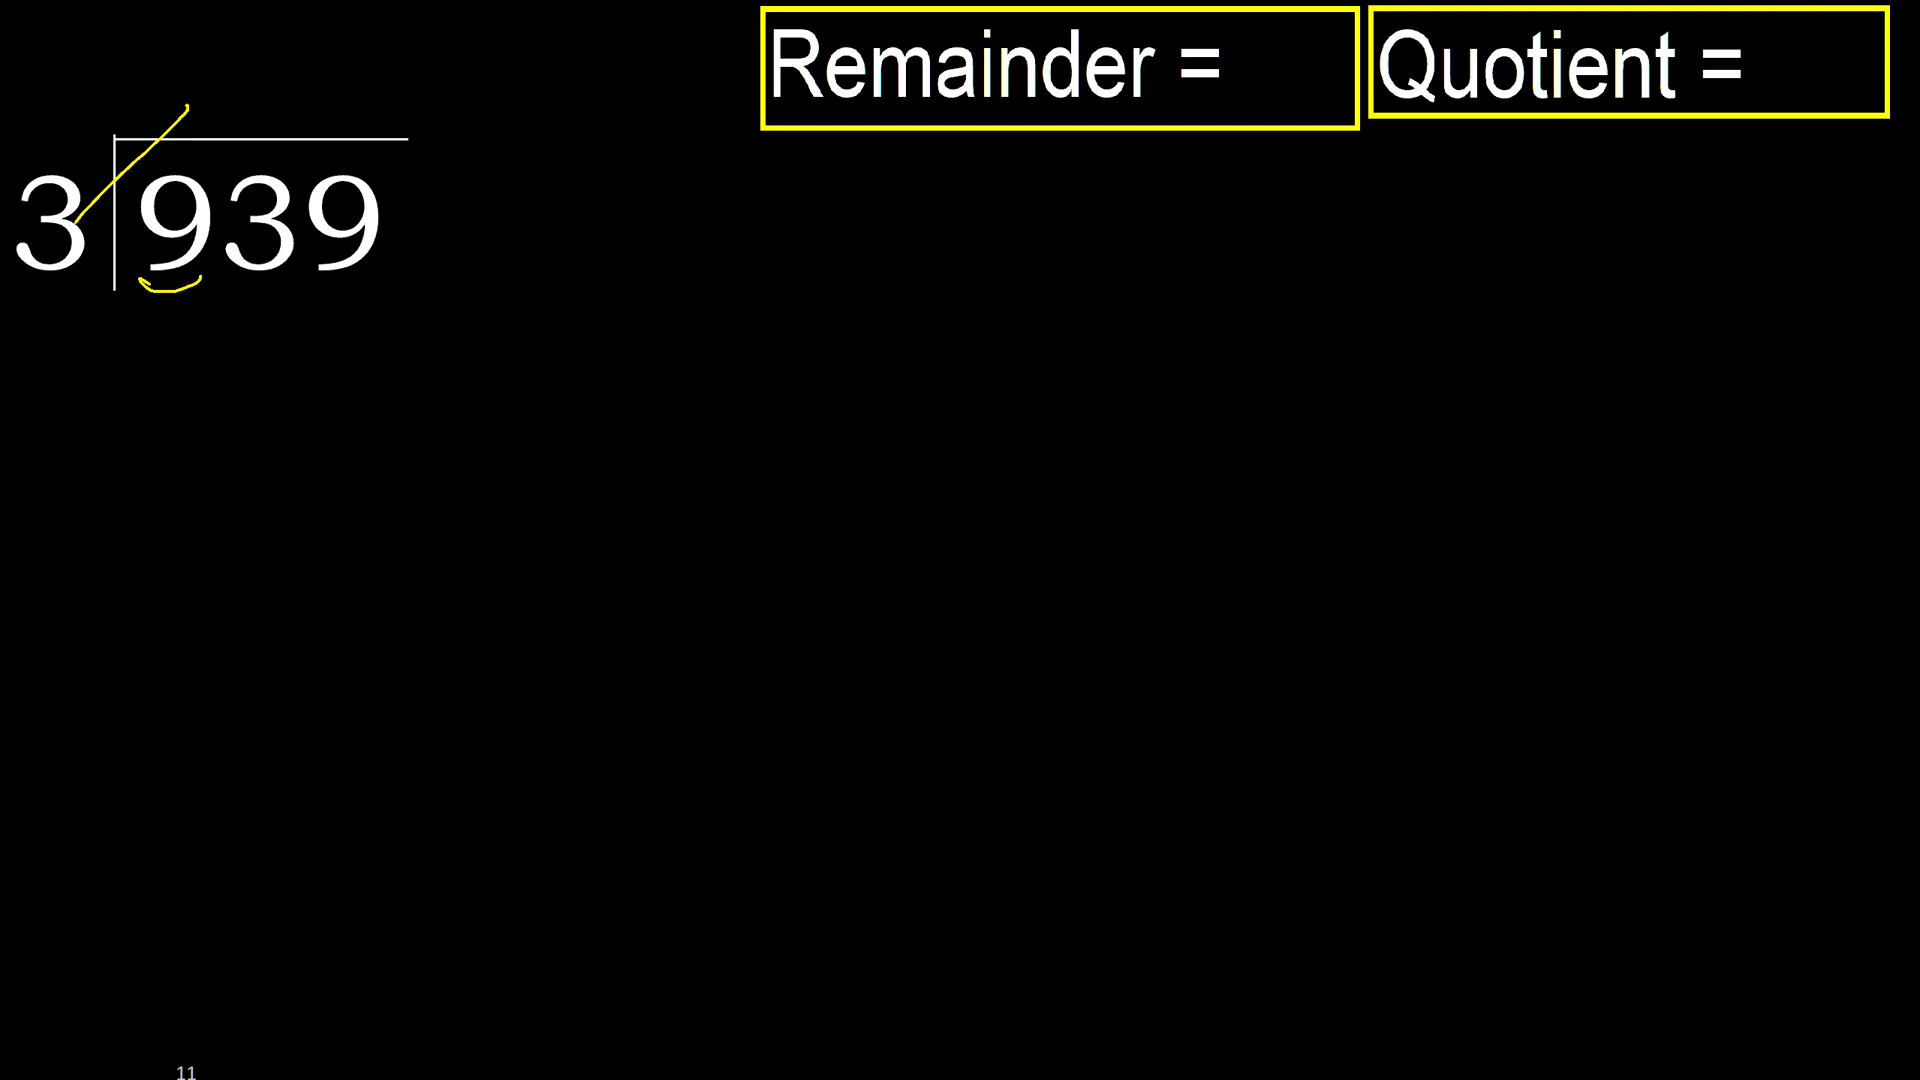 Remainder =
Quotient =
3 939
11